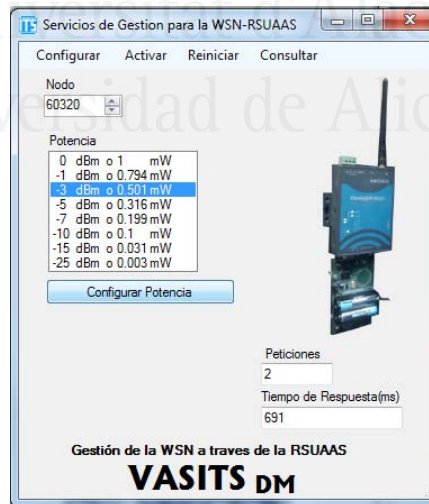 Servicios de Gestion para la WSN-RSUAAS
Configurar Activar Reiniciar Consultar
Nodo
60320
Potencia
0 dBm o 1 mW
-1 dBm o 0.794 mW
-3 dBm o 0.501 mW
-5 dBm o 0.316 mW
-7 dBm o 0.199 mW
-10 dBm o 0.1 mW
-15 dBm o 0.031 mW
-25 dBm o 0.003 mW
Configurar Potencia
Peticiones
2
Tiempo de Respuesta(ms)
691
Gestión de la WSN a traves de la RSUAAS
VASITS DM